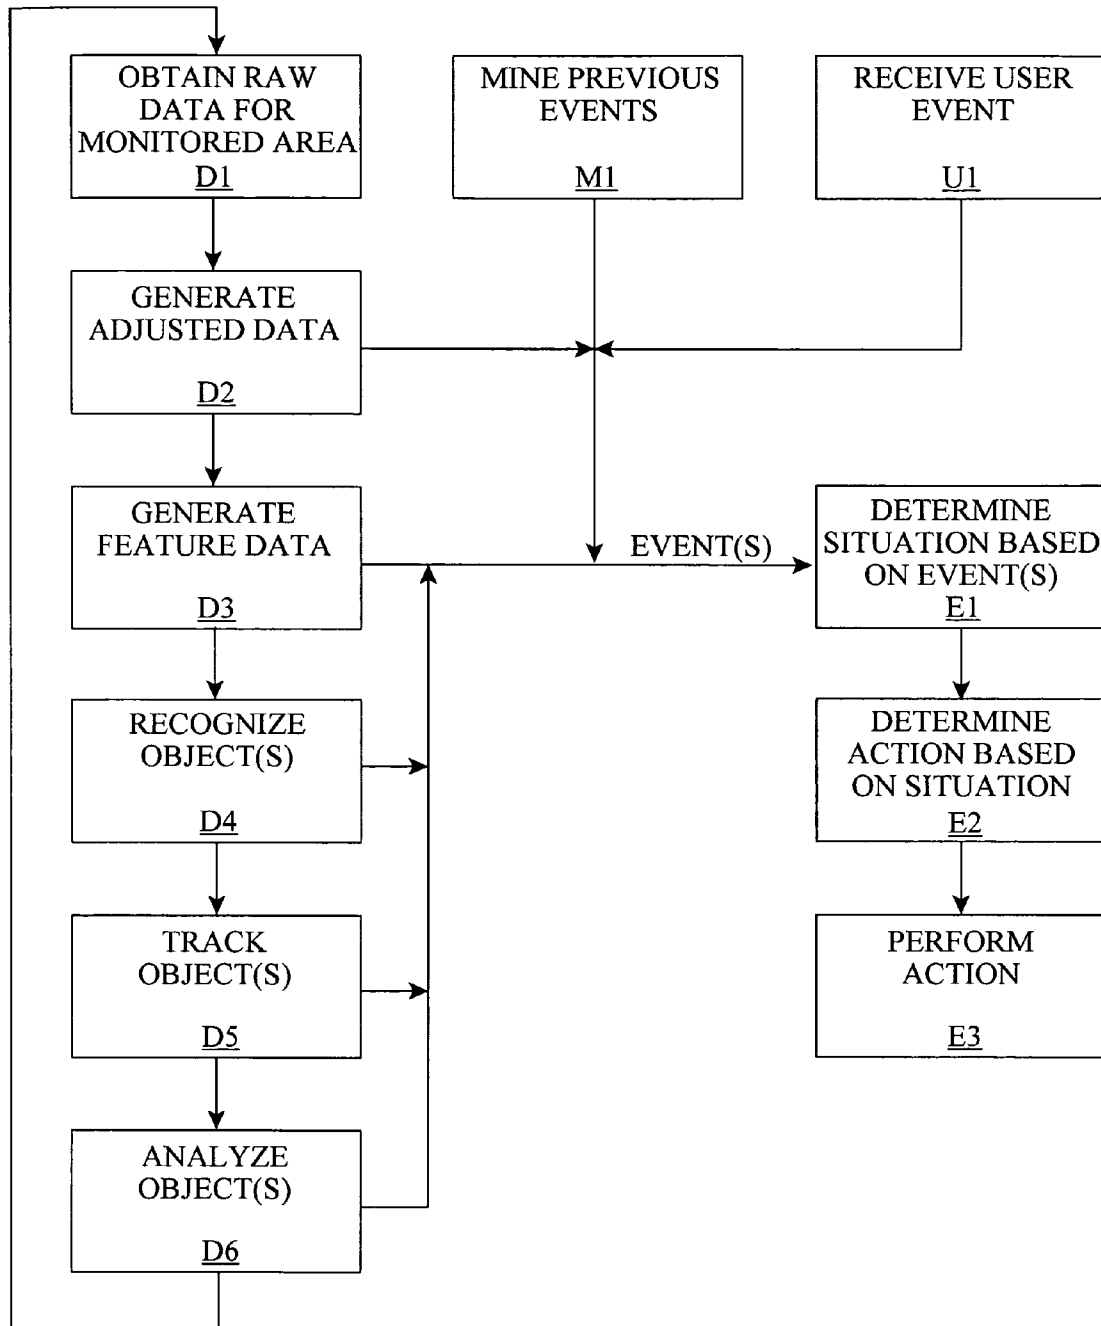 OBTAIN RAW
DATA FOR
MONITORED AREA
D1
MINE PREVIOUS
EVENTS
M1
RECEIVE USER
EVENT
U1
GENERATE
ADJUSTED DATA
D2
GENERATE
FEATURE DATA
D3
EVENT(S)
DETERMINE
SITUATION BASED
ON EVENT(S)
E1
RECOGNIZE
OBJECT(S)
D4
DETERMINE
ACTION BASED
ON SITUATION
E2
TRACK
OBJECT(S)
D5
PERFORM
ACTION
E3
ANALYZE
OBJECT(S)
D6